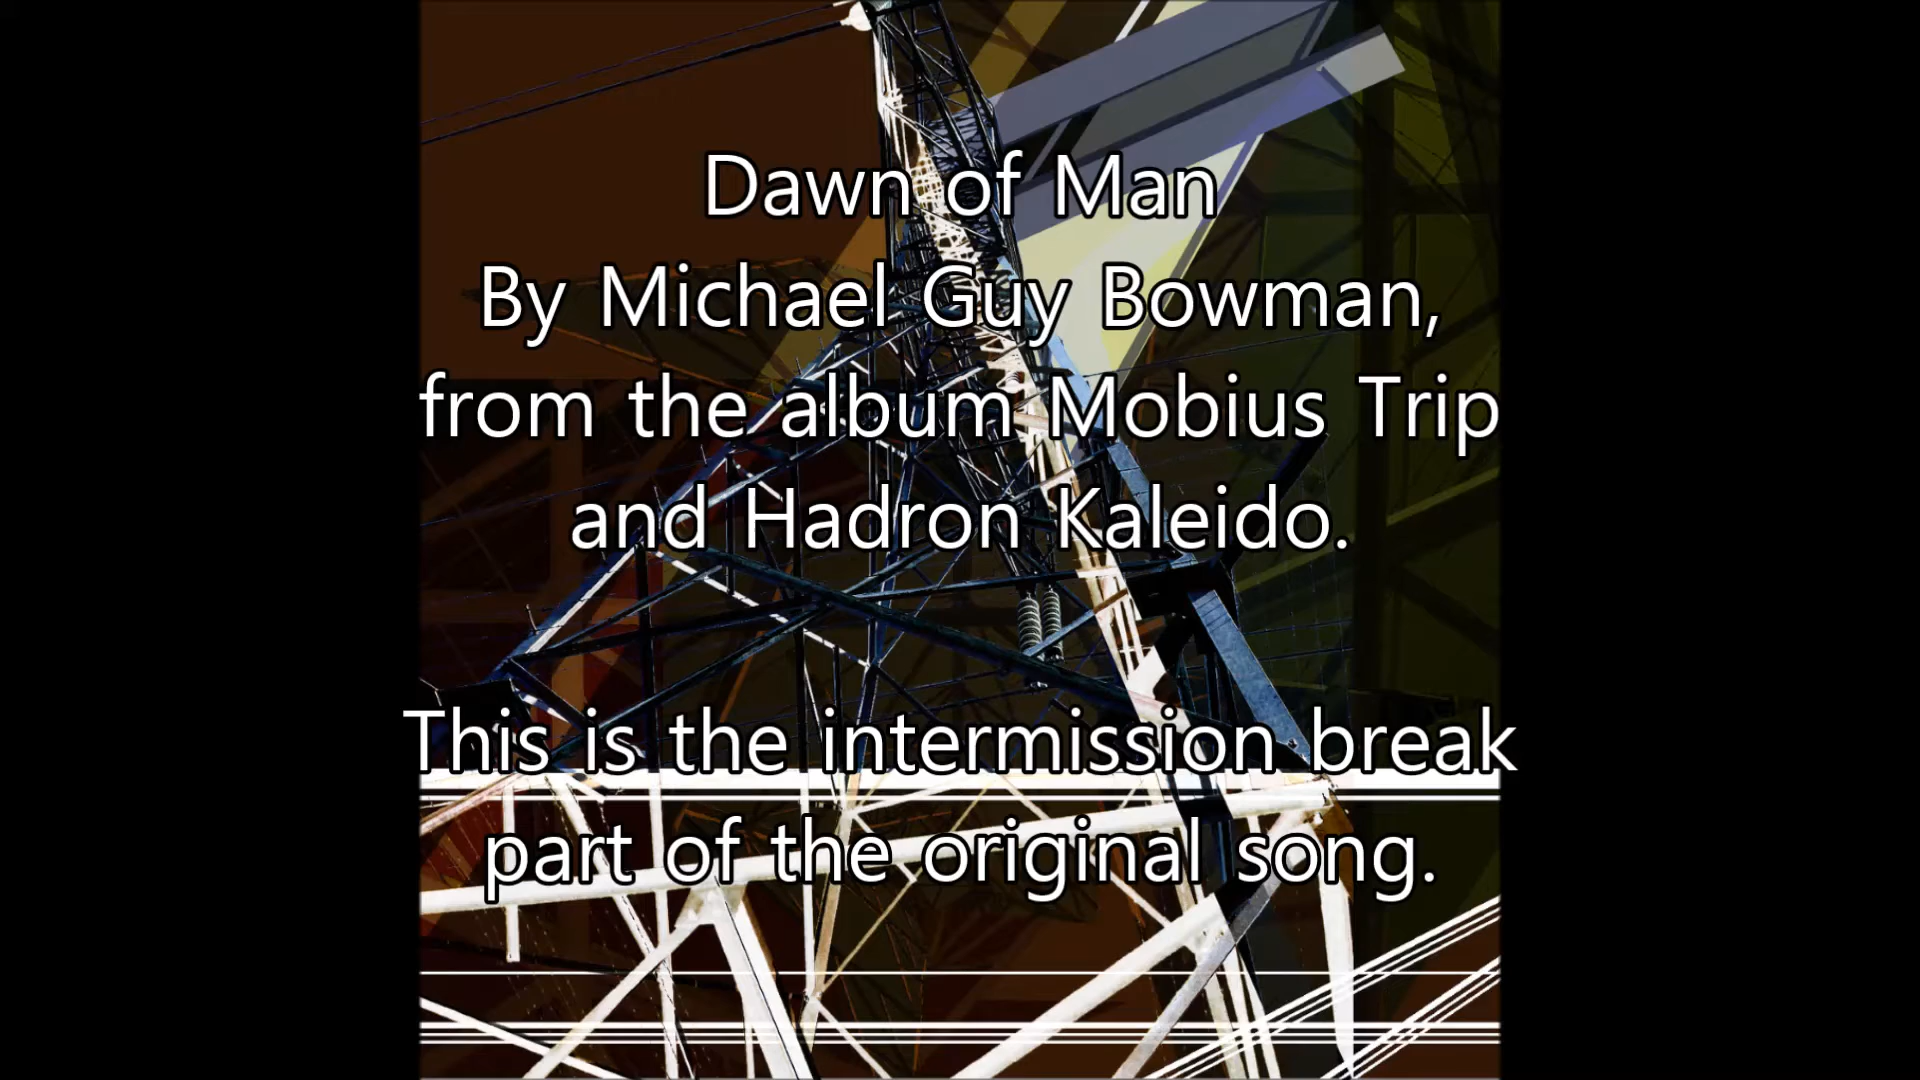 Dawn of Man
By Michael Guy Bowman,
from the album Mobius Trip
and Hadron Kaleido.
This is the intermission break
part of the original song.